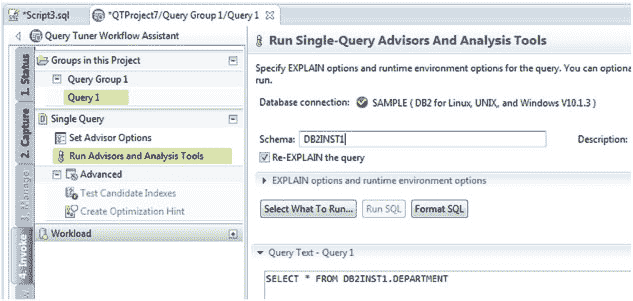 *Script3.sql
*QTProject7/Query Group 1/Query 1
Query Tuner Workflow Assistant
1. Status
2. Capture
3. Manage
4. Invoke
Groups in this Project
Query Group 1
Query 1
Single Query
Set Advisor Options
Run Advisors and Analysis Tools
Advanced
Test Candidate Indexes
Create Optimization Hint
Workload
Run Single-Query Advisors And Analysis Tools
Specify EXPLAIN options and runtime environment options for the query. You can optiona
run.
Database connection: SAMPLE ( DB2 for Linux, UNIX, and Windows V10.1.3 )
Schema: DB2INST1 Description:
Re-EXPLAIN the query
EXPLAIN options and runtime environment options
Select What To Run... Run SQL Format SQL
Query Text - Query 1
SELECT * FROM DB2INST1.DEPARTMENT